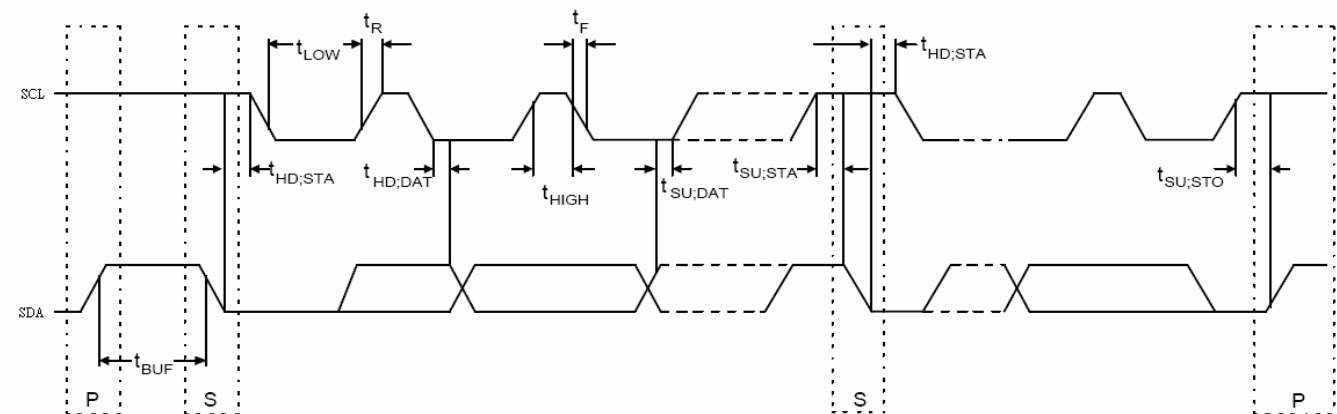 tR
tF
tLOW
tHD;STA
SCL
tHD;STA
tHD;DAT
tHIGH
tSU;DAT
tSU;STA
tSU;STO
SDA
tBUF
P
S
S
P